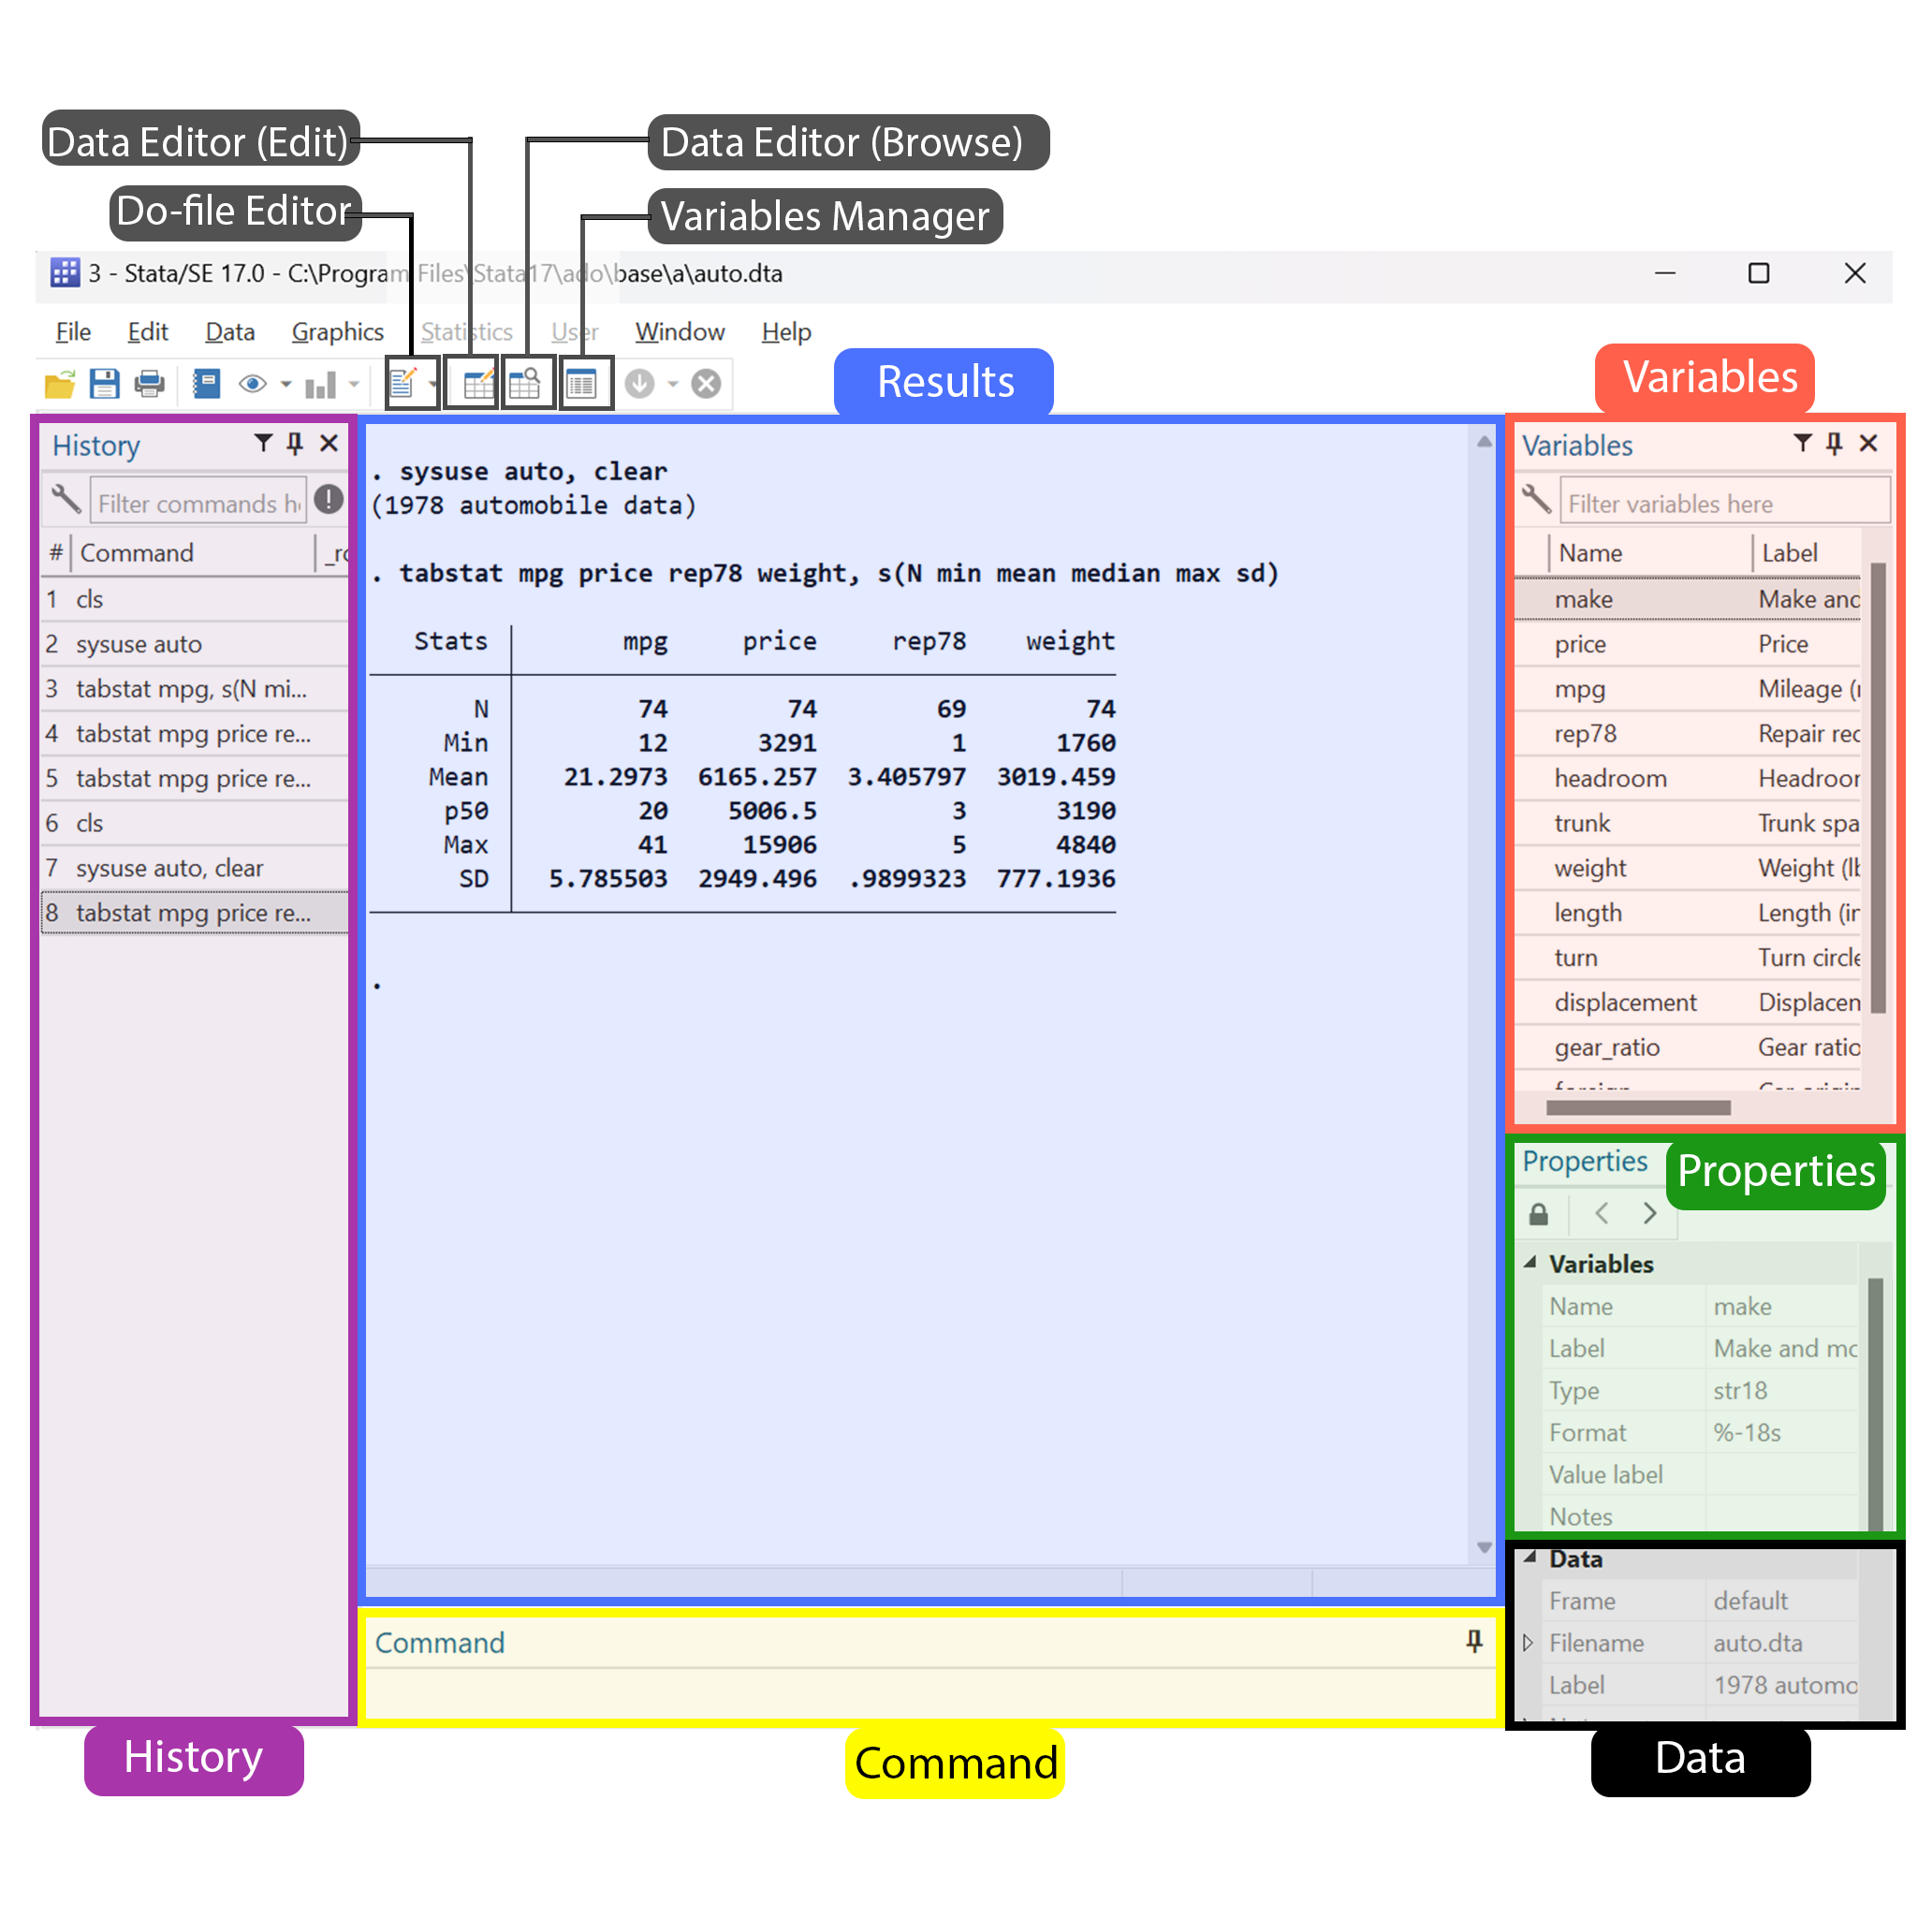 Data Editor (Edit)
Data Editor (Browse)
Do-file Editor
Variables Manager
3 - Stata/SE 17.0 - C:\Program Files\Stata17\ado\base\a\auto.dta
File Edit Data Graphics Statistics User Window Help
Results
Variables
History
Filter commands h
# Command _rc
1 cls
2 sysuse auto
3 tabstat mpg, s(N mi...
4 tabstat mpg price re...
5 tabstat mpg price re...
6 cls
7 sysuse auto, clear
8 tabstat mpg price re...
. sysuse auto, clear
(1978 automobile data)
. tabstat mpg price rep78 weight, s(N min mean median max sd)
Stats mpg price rep78 weight
N 74 74 69 74
Min 12 3291 1 1760
Mean 21.2973 6165.257 3.405797 3019.459
p50 20 5006.5 3 3190
Max 41 15906 5 4840
SD 5.785503 2949.496 .9899323 777.1936
.
Variables
Filter variables here
Name Label
make Make and
price Price
mpg Mileage (
rep78 Repair rec
headroom Headroor
trunk Trunk spa
weight Weight (lb
length Length (ir
turn Turn circle
displacement Displacem
gear_ratio Gear ratio
foreign Car origin
Properties
Properties
Variables
Name make
Label Make and mo
Type str18
Format %-18s
Value label
Notes
Data
Frame default
Filename auto.dta
Label 1978 automo
Command
History
Command
Data